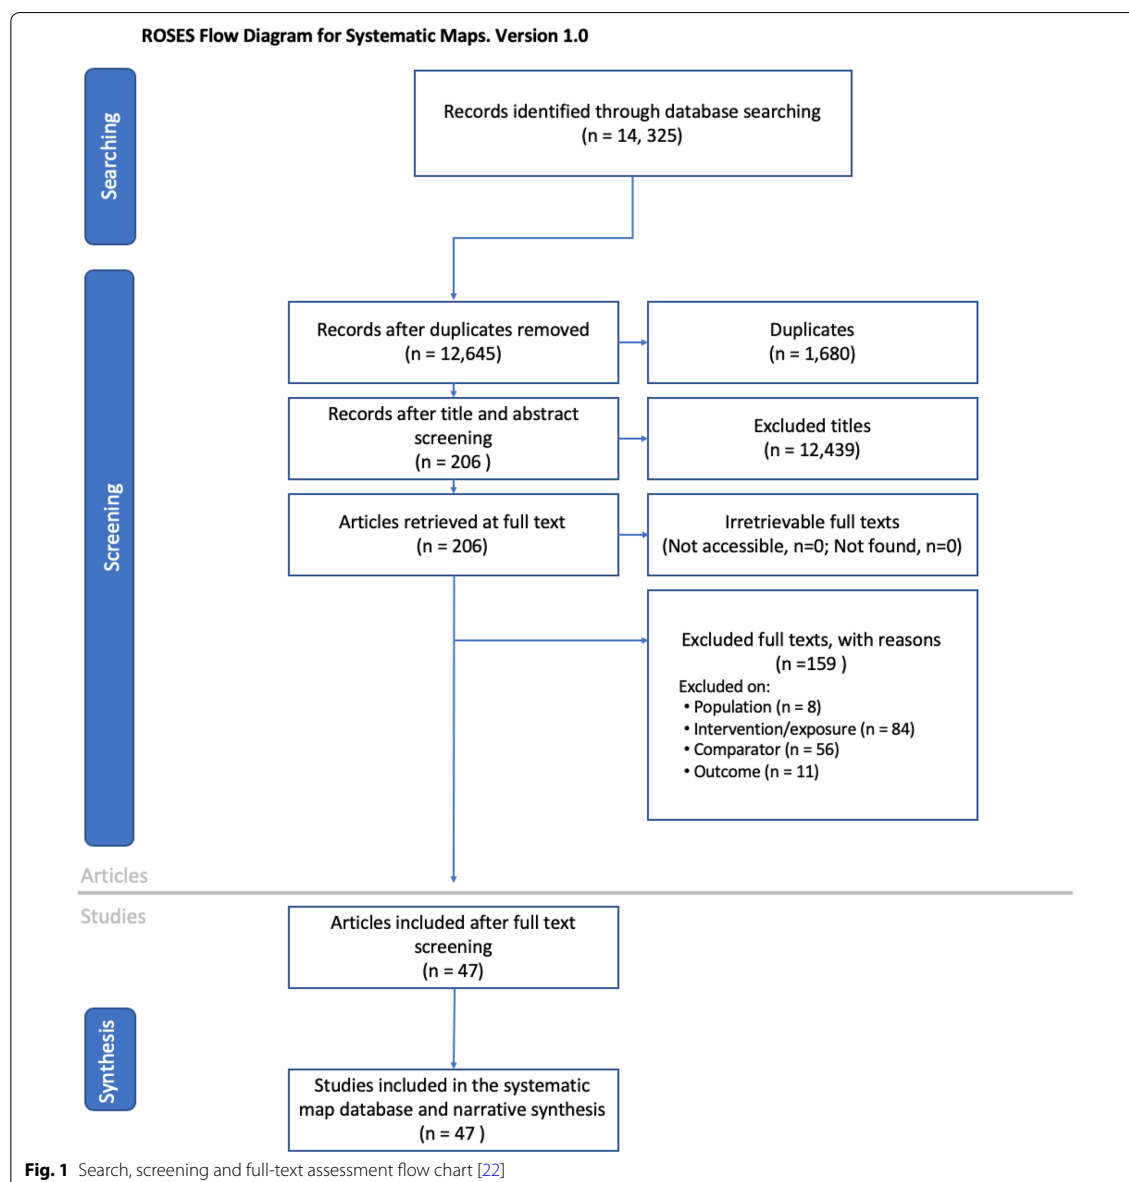 ROSES Flow Diagram for Systematic Maps. Version 1.0
Searching
Records identified through database searching
(n = 14, 325)
Screening
Records after duplicates removed
(n = 12,645)
Duplicates
(n = 1,680)
Records after title and abstract
screening
(n = 206 )
Excluded titles
(n = 12,439)
Articles retrieved at full text
(n = 206)
Irretrievable full texts
(Not accessible, n=0; Not found, n=0)
Excluded full texts, with reasons
(n =159 )
Excluded on:
• Population (n = 8)
• Intervention/exposure (n = 84)
• Comparator (n = 56)
• Outcome (n = 11)
Articles
Studies
Articles included after full text
screening
(n = 47)
Synthesis
Studies included in the systematic
map database and narrative synthesis
(n = 47 )
Fig. 1 Search, screening and full-text assessment flow chart [22]